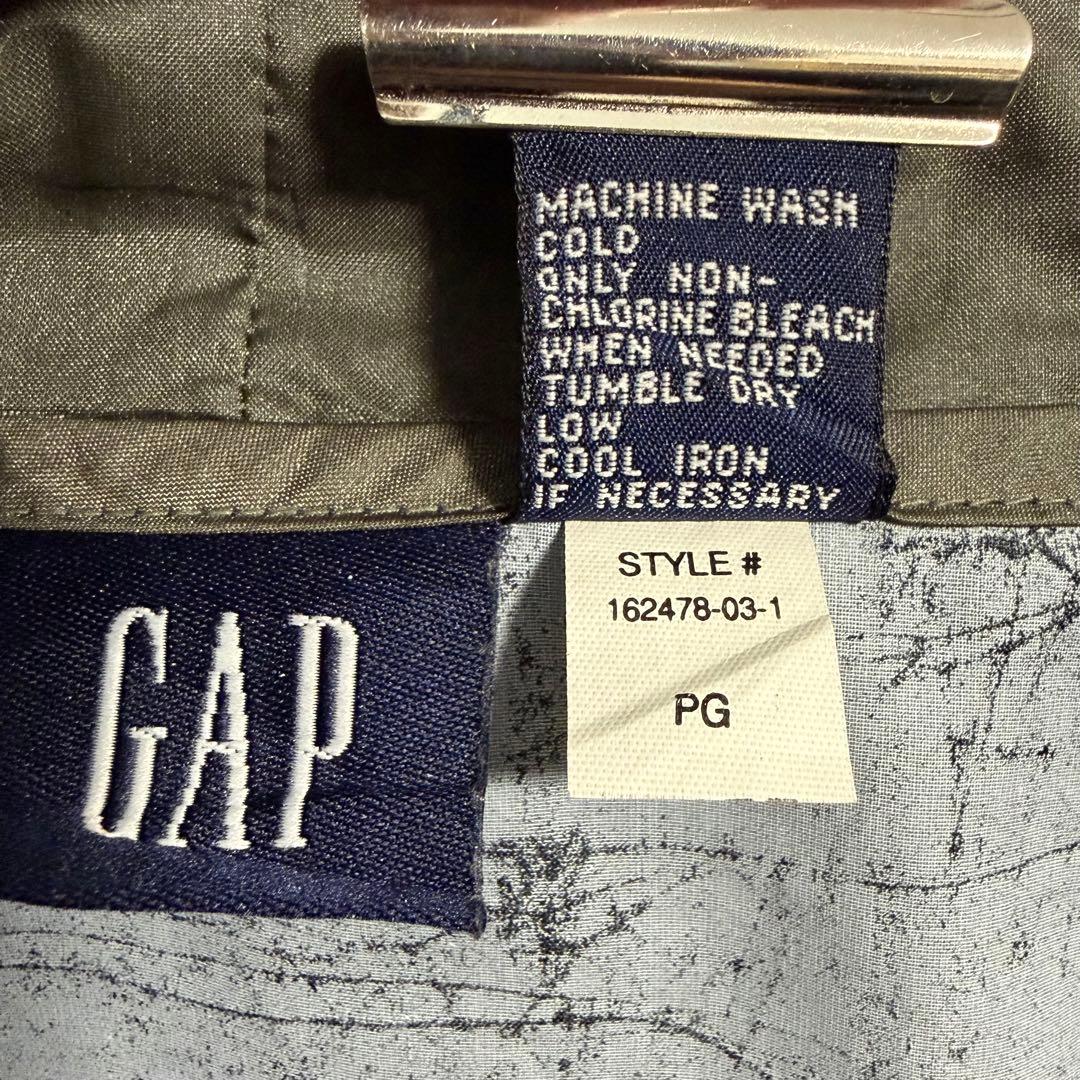 MACHINE WASH
COLD
ONLY NON-
CHLORINE BLEACH
WHEN NEEDED
TUMBLE DRY
LOW
COOL IRON
IF NECESSARY
GAP
STYLE #
162478-03-1
PG